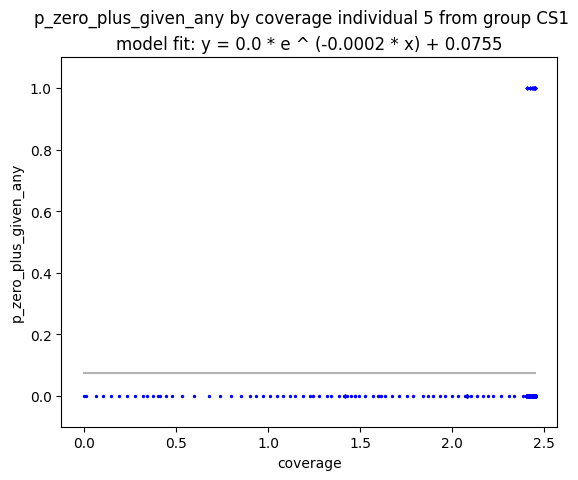 p_zero_plus_given_any by coverage individual 5 from group CS1
model fit: y = 0.0 * e ^ (-0.0002 * x) + 0.0755
1.0
0.8
0.6
0.4
0.2
0.0
p_zero_plus_given_any
0.0 0.5 1.0 1.5 2.0 2.5
coverage